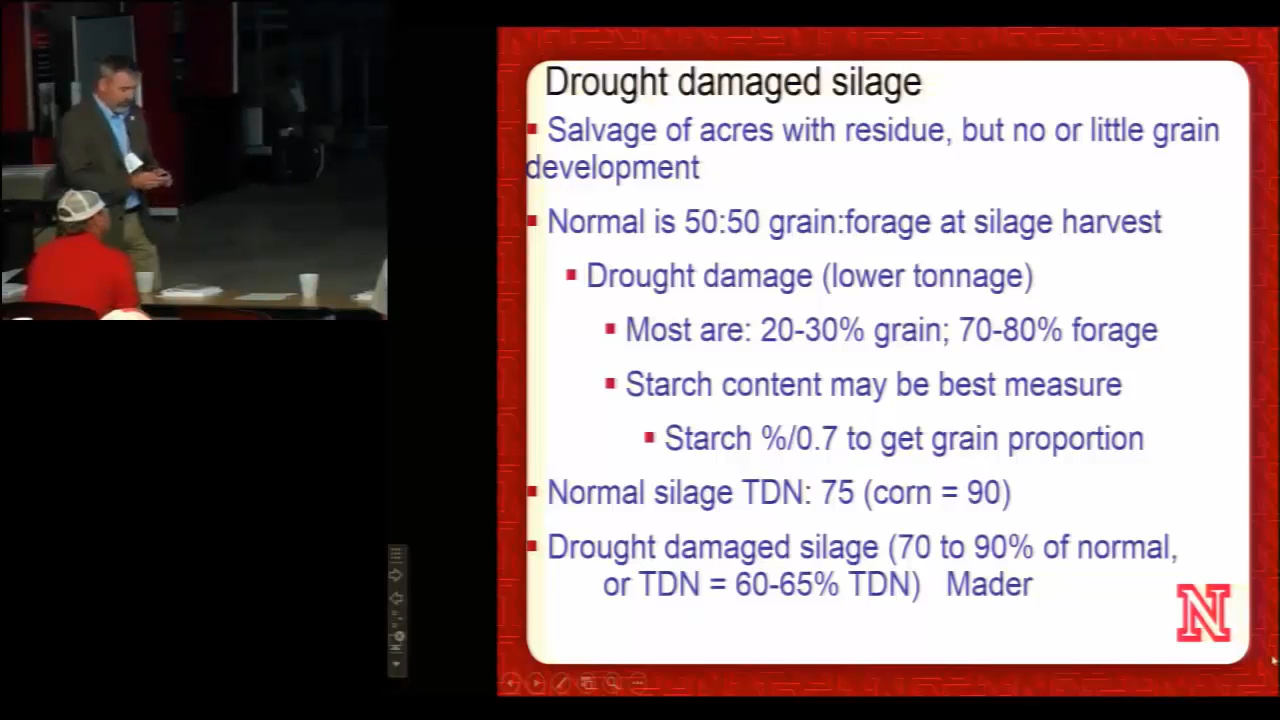 Drought damaged silage
▪ Salvage of acres with residue, but no or little grain
development
▪ Normal is 50:50 grain:forage at silage harvest
▪ Drought damage (lower tonnage)
▪ Most are: 20-30% grain; 70-80% forage
▪ Starch content may be best measure
▪ Starch %/0.7 to get grain proportion
▪ Normal silage TDN: 75 (corn = 90)
▪ Drought damaged silage (70 to 90% of normal,
or TDN = 60-65% TDN) Mader
N